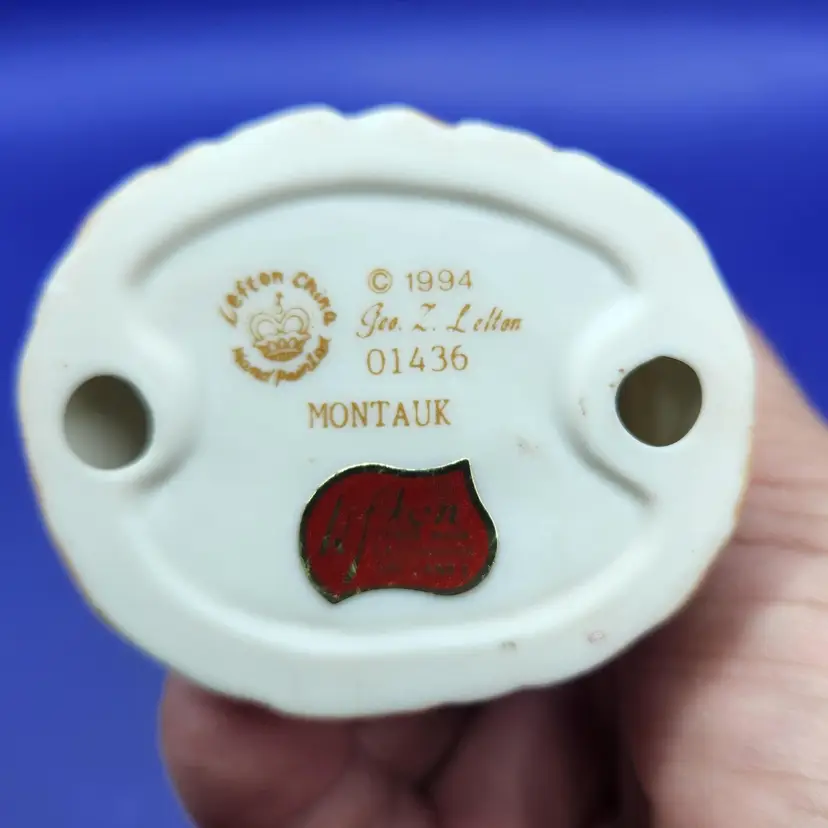 Lefton China
Hand Painted
© 1994
Geo. Z. Lefton
01436
MONTAUK
Lefton